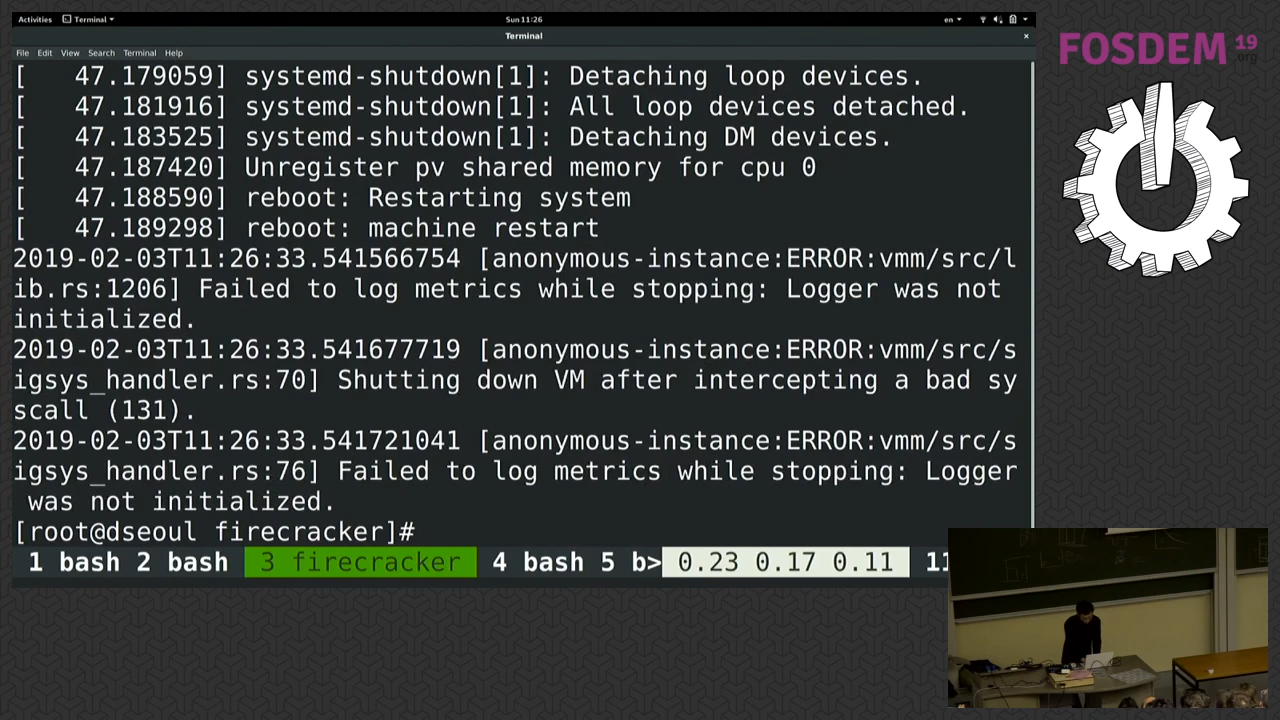 Activities Terminal Sun 11:26 en
Terminal ×
File Edit View Search Terminal Help
[   47.179059] systemd-shutdown[1]: Detaching loop devices.
[   47.181916] systemd-shutdown[1]: All loop devices detached.
[   47.183525] systemd-shutdown[1]: Detaching DM devices.
[   47.187420] Unregister pv shared memory for cpu 0
[   47.188590] reboot: Restarting system
[   47.189298] reboot: machine restart
2019-02-03T11:26:33.541566754 [anonymous-instance:ERROR:vmm/src/l
ib.rs:1206] Failed to log metrics while stopping: Logger was not
initialized.
2019-02-03T11:26:33.541677719 [anonymous-instance:ERROR:vmm/src/s
igsys_handler.rs:70] Shutting down VM after intercepting a bad sy
scall (131).
2019-02-03T11:26:33.541721041 [anonymous-instance:ERROR:vmm/src/s
igsys_handler.rs:76] Failed to log metrics while stopping: Logger
was not initialized.
[root@dseoul firecracker]#
1 bash 2 bash 3 firecracker 4 bash 5 b> 0.23 0.17 0.11 11
FOSDEM 19
.org